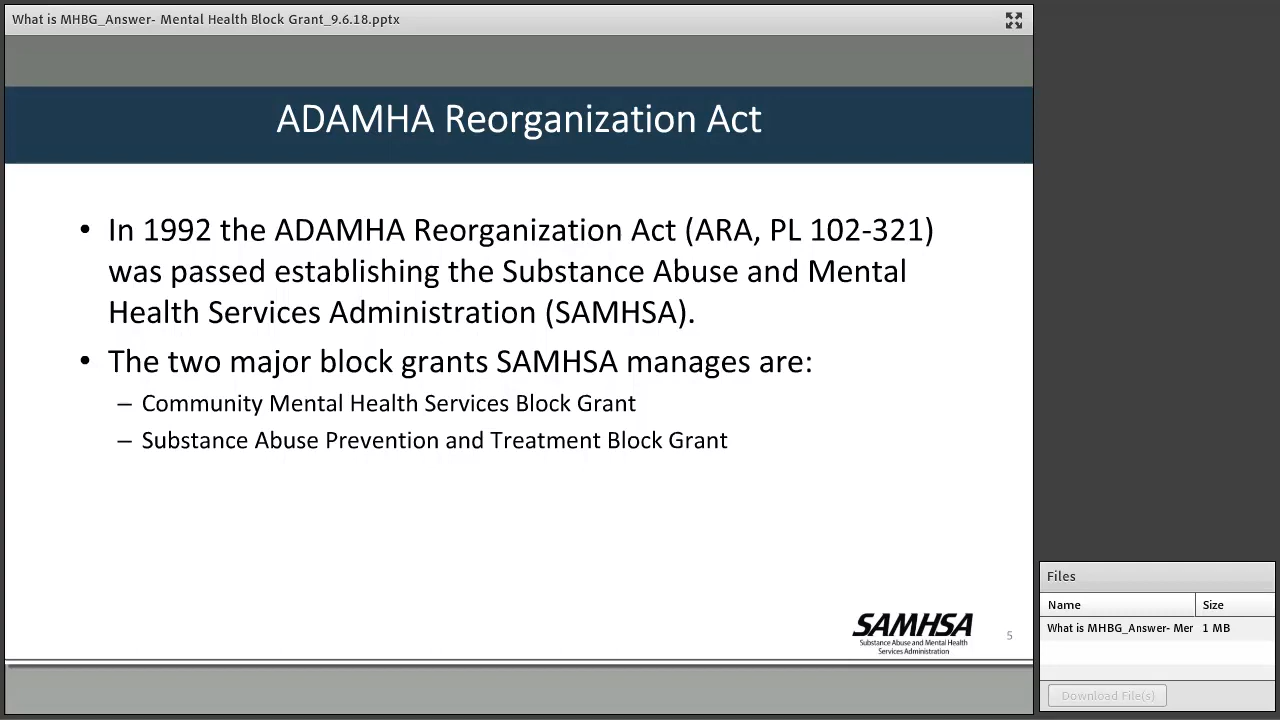 What is MHBG_Answer- Mental Health Block Grant_9.6.18.pptx
ADAMHA Reorganization Act
• In 1992 the ADAMHA Reorganization Act (ARA, PL 102-321)
was passed establishing the Substance Abuse and Mental
Health Services Administration (SAMHSA).
• The two major block grants SAMHSA manages are:
– Community Mental Health Services Block Grant
– Substance Abuse Prevention and Treatment Block Grant
SAMHSA
Substance Abuse and Mental Health
Services Administration
5
Files
Name Size
What is MHBG_Answer- Mer 1 MB
Download File(s)